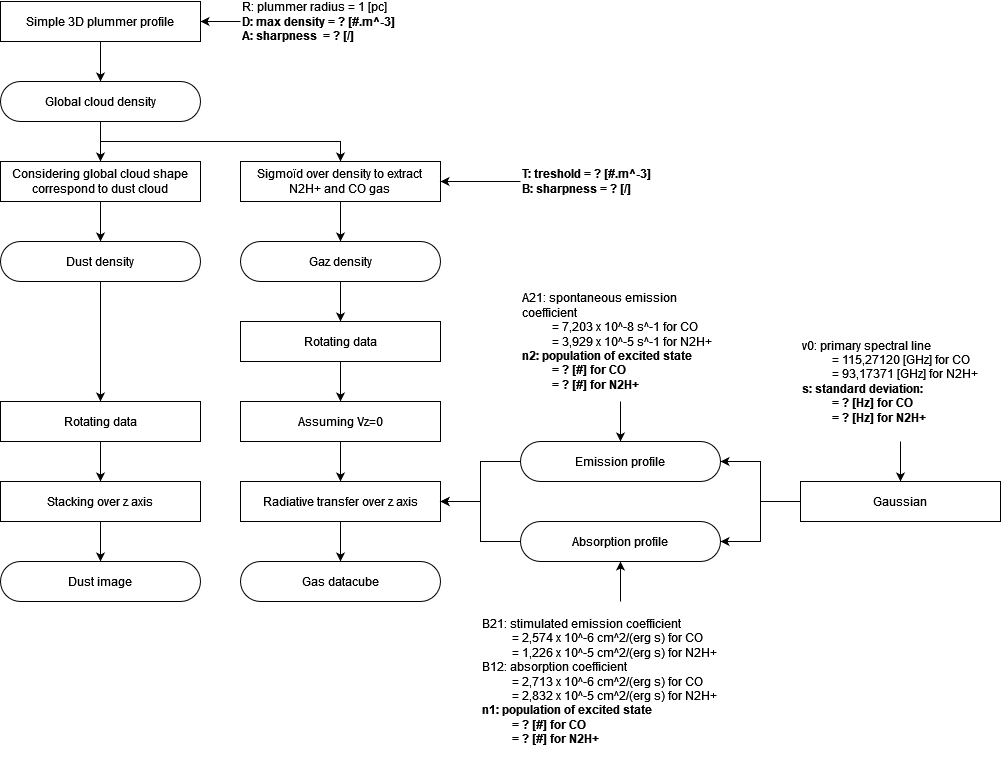 Simple 3D plummer profile
R: plummer radius = 1 [pc]
D: max density = ? [#.m^-3]
A: sharpness = ? [/]
Global cloud density
Considering global cloud shape
correspond to dust cloud
Sigmoïd over density to extract
N2H+ and CO gas
T: treshold = ? [#.m^-3]
B: sharpness = ? [/]
Dust density
Gaz density
Rotating data
A21: spontaneous emission
coefficient
= 7,203 x 10^-8 s^-1 for CO
= 3,929 x 10^-5 s^-1 for N2H+
n2: population of excited state
= ? [#] for CO
= ? [#] for N2H+
ν0: primary spectral line
= 115,27120 [GHz] for CO
= 93,17371 [GHz] for N2H+
s: standard deviation:
= ? [Hz] for CO
= ? [Hz] for N2H+
Rotating data
Assuming Vz=0
Emission profile
Stacking over z axis
Radiative transfer over z axis
Gaussian
Absorption profile
Dust image
Gas datacube
B21: stimulated emission coefficient
= 2,574 x 10^-6 cm^2/(erg s) for CO
= 1,226 x 10^-5 cm^2/(erg s) for N2H+
B12: absorption coefficient
= 2,713 x 10^-6 cm^2/(erg s) for CO
= 2,832 x 10^-5 cm^2/(erg s) for N2H+
n1: population of excited state
= ? [#] for CO
= ? [#] for N2H+